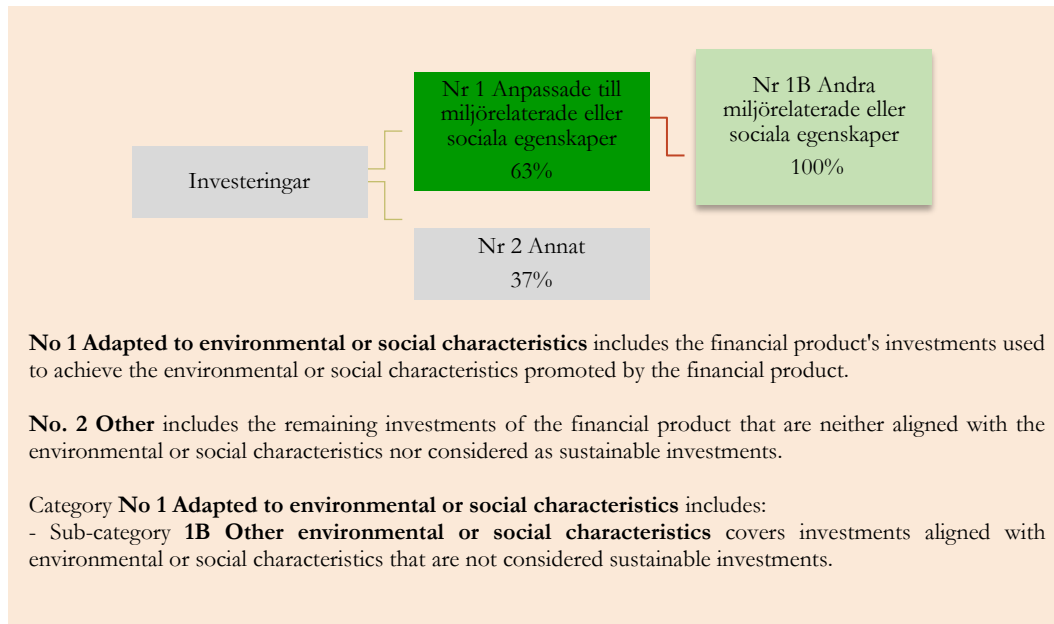 Investeringar
Nr 1 Anpassade till
miljörelaterade eller
sociala egenskaper
63%
Nr 1B Andra
miljörelaterade eller
sociala egenskaper
100%
Nr 2 Annat
37%
No 1 Adapted to environmental or social characteristics includes the financial product's investments used
to achieve the environmental or social characteristics promoted by the financial product.
No. 2 Other includes the remaining investments of the financial product that are neither aligned with the
environmental or social characteristics nor considered as sustainable investments.
Category No 1 Adapted to environmental or social characteristics includes:
- Sub-category 1B Other environmental or social characteristics covers investments aligned with
environmental or social characteristics that are not considered sustainable investments.